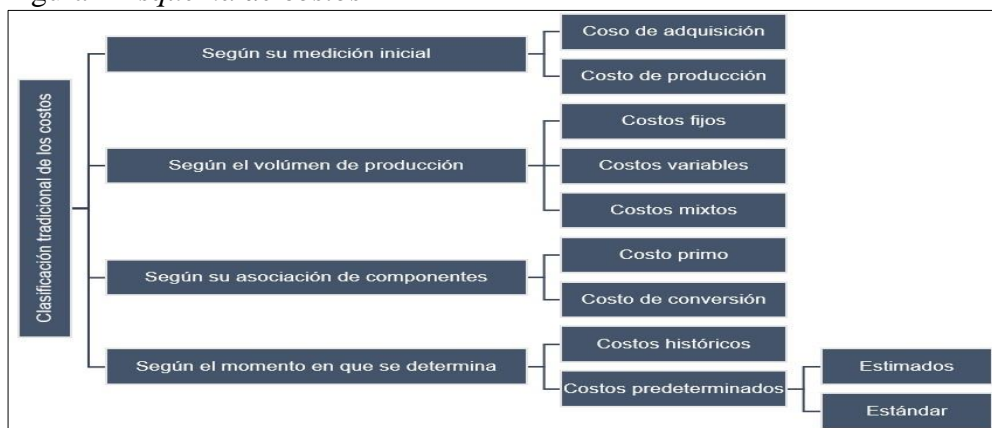 Clasificación tradicional de los costos
Según su medición inicial
Coso de adquisición
Costo de producción
Según el volúmen de producción
Costos fijos
Costos variables
Costos mixtos
Según su asociación de componentes
Costo primo
Costo de conversión
Según el momento en que se determina
Costos históricos
Costos predeterminados
Estimados
Estándar